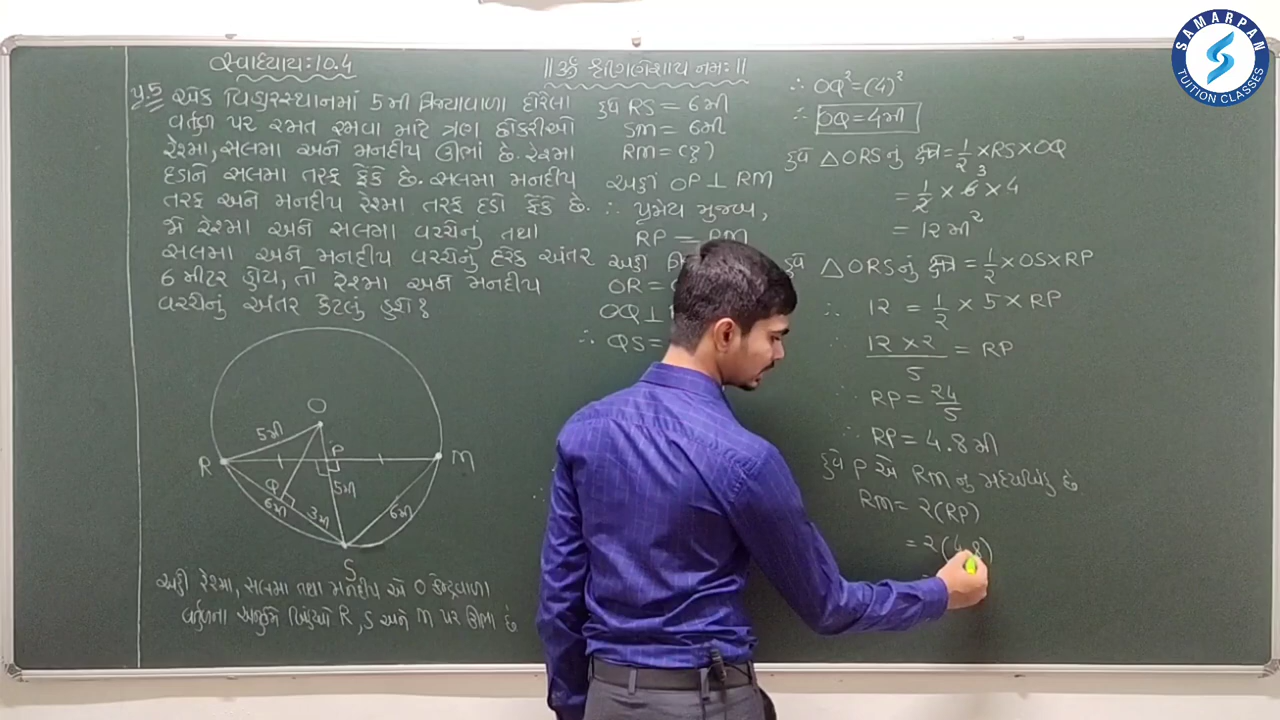 સ્વાધ્યાય:10.4
॥ૐ શ્રી ગણેશાય નમઃ॥
પ્ર.5 એક વિહારસ્થાનમાં 5મી ત્રિજ્યાવાળા દોરેલા
વર્તુળ પર રમત રમવા માટે ત્રણ છોકરીઓ
રેશ્મા, સલમા અને મનદીપ ઊભાં છે. રેશ્મા
દડાને સલમા તરફ ફેંકે છે. સલમા મનદીપ
તરફ અને મનદીપ રેશ્મા તરફ દડો ફેંકે છે.
જો રેશ્મા અને સલમા વચ્ચેનું તથા
સલમા અને મનદીપ વચ્ચેનું દરેક અંતર
6 મીટર હોય, તો રેશ્મા અને મનદીપ
વચ્ચેનું અંતર કેટલું હશે?
O
5મી
P
R
M
Q
5મી
6મી
3મી
6મી
S
અહીં રેશ્મા, સલમા તથા મનદીપ એ O કેન્દ્રવાળા
વર્તુળના અનુક્રમે બિંદુઓ R, S અને M પર ઊભા છે
હવે RS = 6મી
SM = 6મી
RM = (?)
અહીં OP ⊥ RM
∴ પ્રમેય મુજબ,
RP = PM
અહીં
OR =
OQ ⊥
∴ QS =
∴ OQ² = (4)²
∴ OQ = 4મી
હવે △ORSનું ક્ષેત્રફળ = 1/2 × RS × OQ
= 1/2 × 6 × 4
3
= 12 મી²
હવે △ORSનું ક્ષેત્રફળ = 1/2 × OS × RP
∴ 12 = 1/2 × 5 × RP
∴ 12 × 2 / 5 = RP
∴ RP = 24/5
∴ RP = 4.8 મી
હવે P એ RM નુ મધ્યબિંદુ છે
RM = 2(RP)
= 2(4.8)
SAMARPAN
TUITION CLASSES